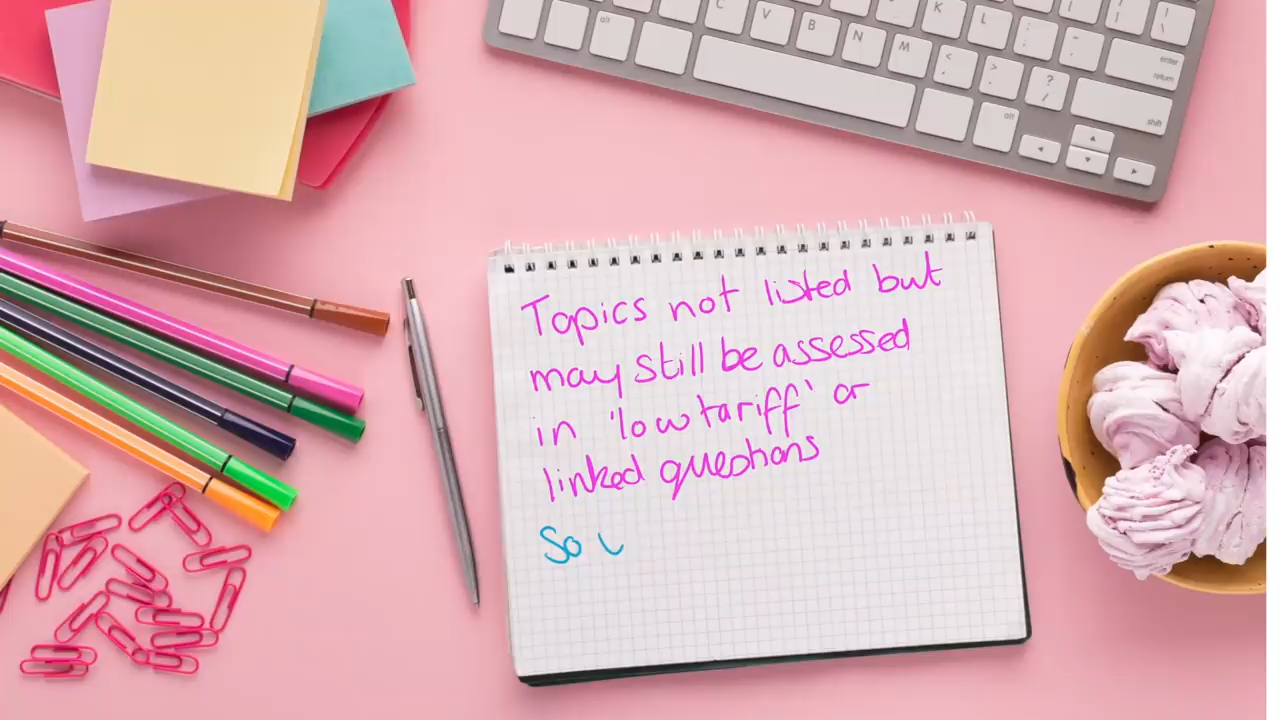 Topics not listed but
may still be assessed
in 'low tariff' or
linked questions
So